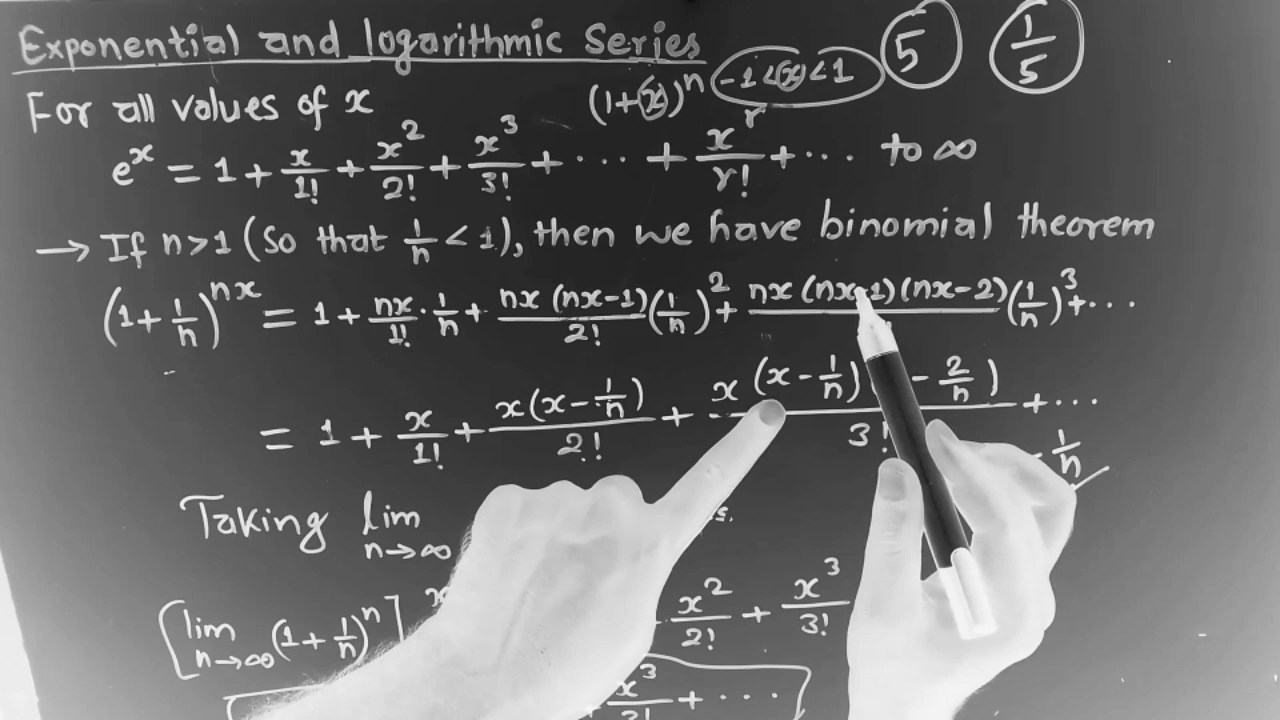 Exponential and logarithmic series
(1+x)^n -1<x<1 5 1/5
For all values of x
e^x = 1 + x/1! + x^2/2! + x^3/3! + ··· + x^r/r! + ··· to ∞
→ If n>1 (So that 1/n < 1), then we have binomial theorem
(1+1/n)^nx = 1 + nx/1! · 1/n + nx(nx-1)/2! (1/n)^2 + nx(nx-1)(nx-2) (1/n)^3 + ···
= 1 + x/1! + x(x-1/n)/2! + x(x-1/n) -2/n)/3! + ···
1/n
Taking lim n→∞ s.
[lim n→∞ (1+1/n)^n]^x x^2/2! + x^3/3!
x^3/3! + ···